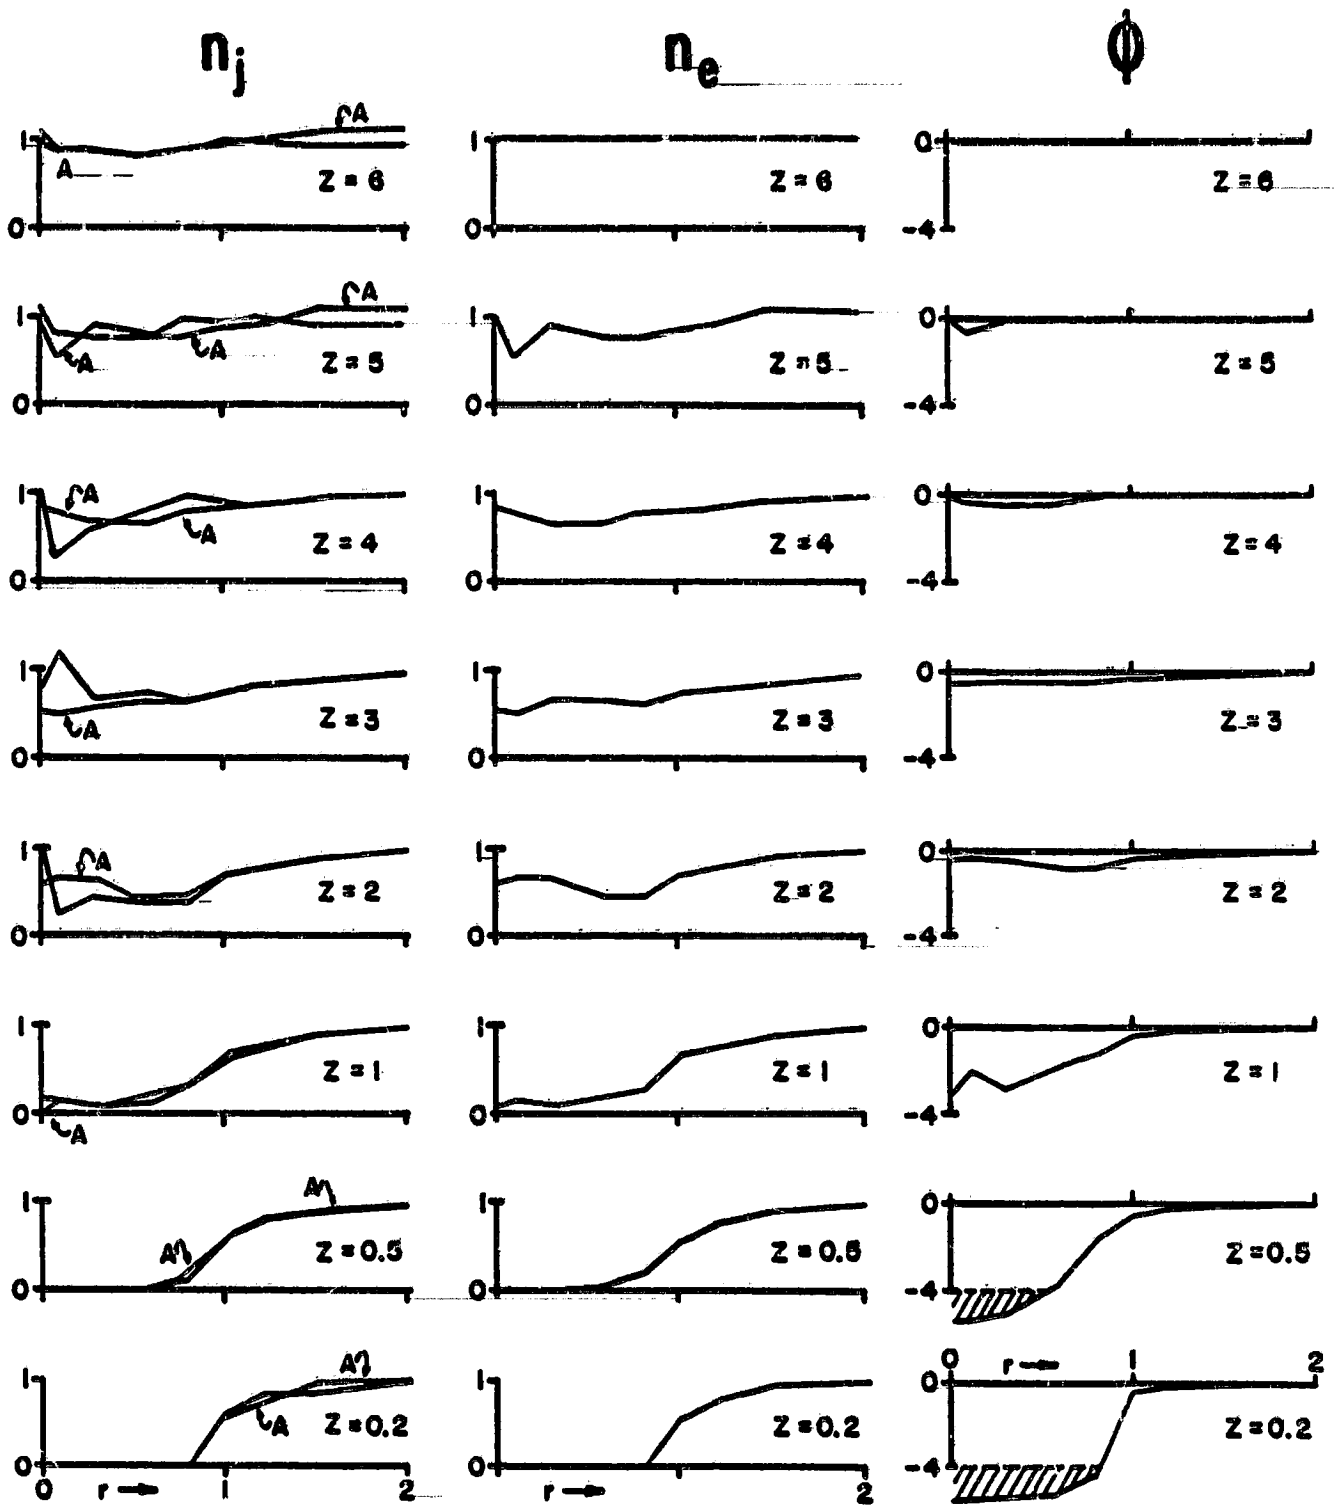 nj ne ϕ
1 A 1 0
A Z = 6 Z = 6 Z = 6
0 0 -4
1 A 1 0
A A Z = 5 Z = 5 Z = 5
0 0 -4
1 A 1 0
A Z = 4 Z = 4 Z = 4
0 0 -4
1 1 0
A Z = 3 Z = 3 Z = 3
0 0 -4
1 A 1 0
Z = 2 Z = 2 Z = 2
0 0 -4
1 1 0
Z = 1 Z = 1 Z = 1
0 0 -4
A
1 A 1 0
A Z = 0.5 Z = 0.5 Z = 0.5
0 0 -4
0 r 1 2
1 A 1 0
A Z = 0.2 Z = 0.2 Z = 0.2
0 0 -4
0 r 1 2 r 2